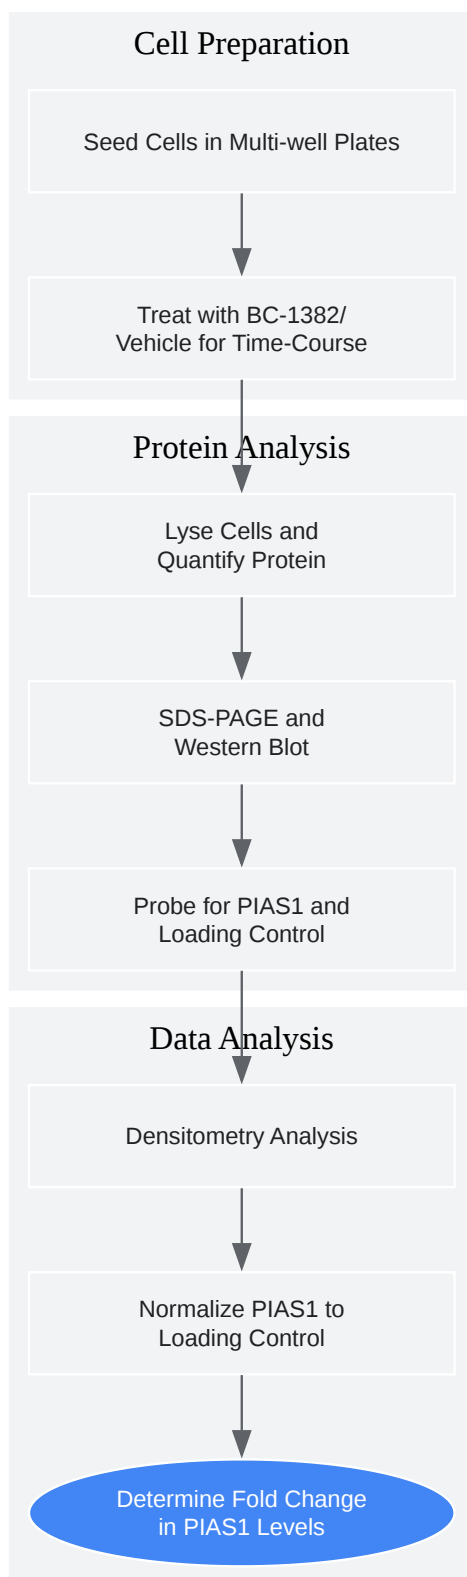 Cell Preparation
Seed Cells in Multi-well Plates
Treat with BC-1382/
Vehicle for Time-Course
Protein Analysis
Lyse Cells and
Quantify Protein
SDS-PAGE and
Western Blot
Probe for PIAS1 and
Loading Control
Data Analysis
Densitometry Analysis
Normalize PIAS1 to
Loading Control
Determine Fold Change
in PIAS1 Levels